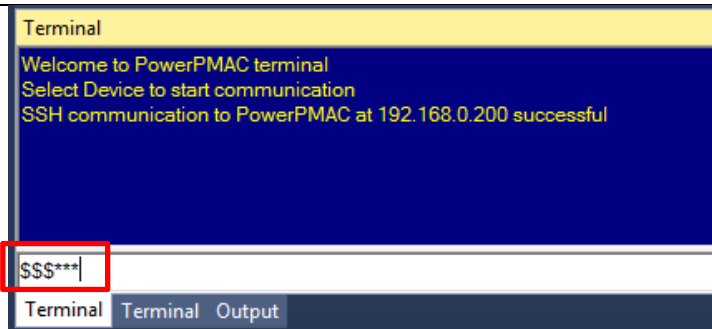 Terminal
Welcome to PowerPMAC terminal
Select Device to start communication
SSH communication to PowerPMAC at 192.168.0.200 successful
$$$***
Terminal Terminal Output